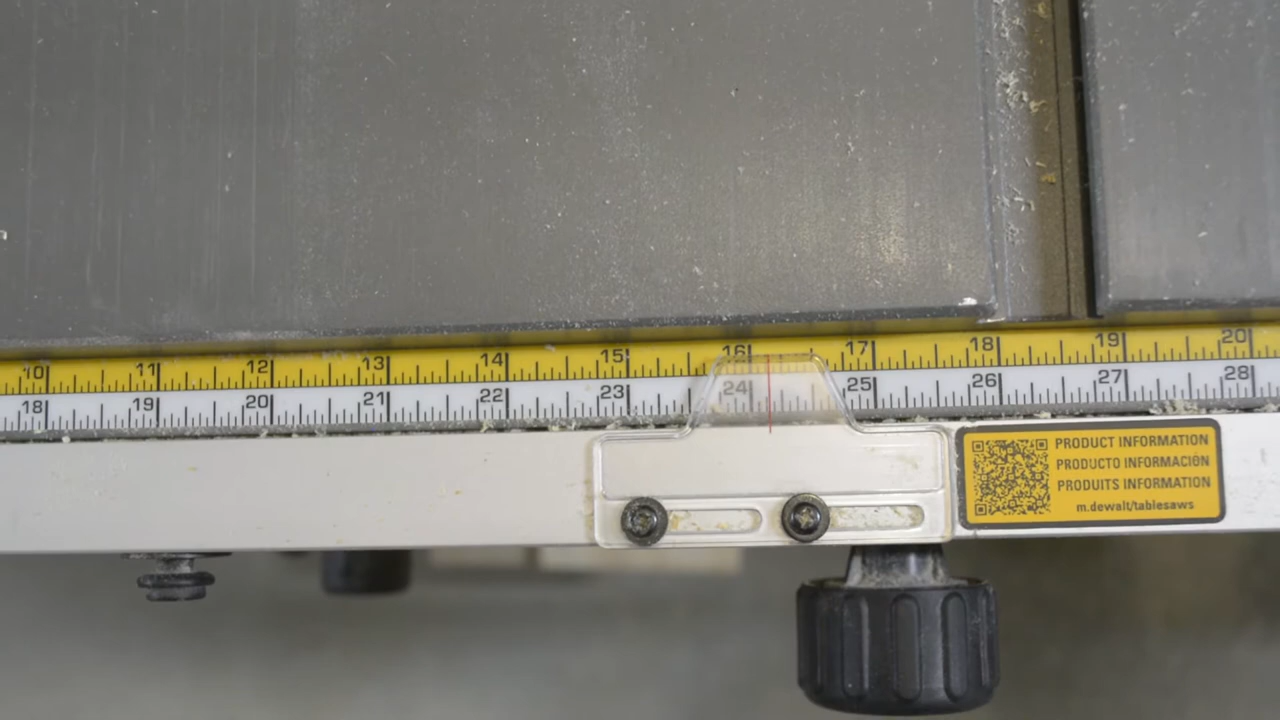 10 11 12 13 14 15 16 17 18 19 20
18 19 20 21 22 23 24 25 26 27 28
PRODUCT INFORMATION
PRODUCTO INFORMACIÓN
PRODUITS INFORMATION
m.dewalt/tablesaws